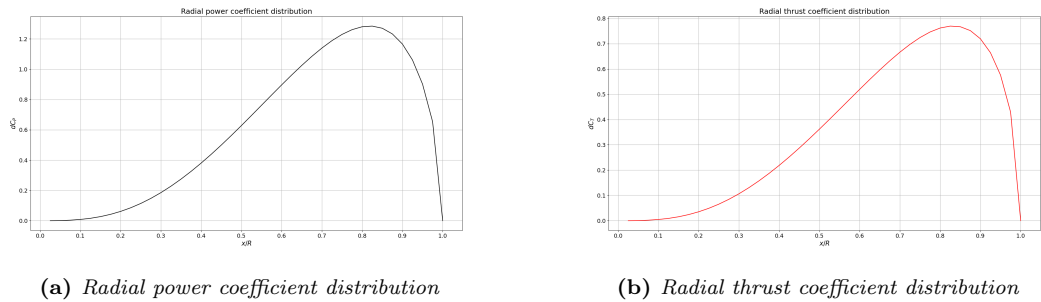 Radial power coefficient distribution
dCₚ
1.2
1.0
0.8
0.6
0.4
0.2
0.0
0.0 0.1 0.2 0.3 0.4 0.5 0.6 0.7 0.8 0.9 1.0
x/R
(a) Radial power coefficient distribution
Radial thrust coefficient distribution
dC_T
0.8
0.7
0.6
0.5
0.4
0.3
0.2
0.1
0.0
0.0 0.1 0.2 0.3 0.4 0.5 0.6 0.7 0.8 0.9 1.0
x/R
(b) Radial thrust coefficient distribution